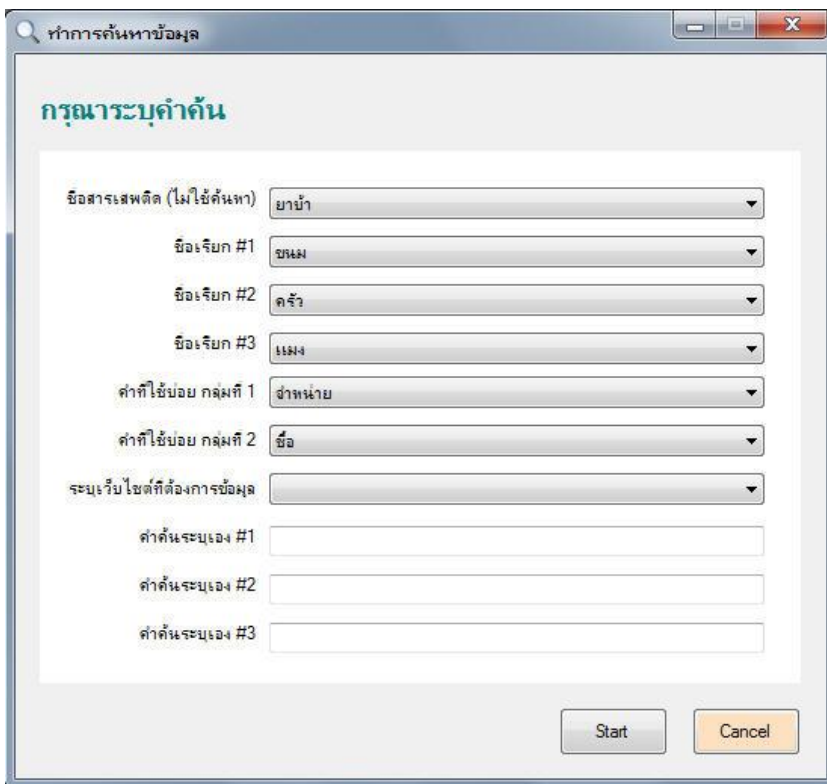 ทำการค้นหาข้อมูล
กรุณาระบุคำค้น
ชื่อสารเสพติด (ไม่ใช้ค้นหา) ยาบ้า
ชื่อเรียก #1 ขนม
ชื่อเรียก #2 ครัว
ชื่อเรียก #3 แมง
คำที่ใช้บ่อย กลุ่มที่ 1 จำหน่าย
คำที่ใช้บ่อย กลุ่มที่ 2 ซื้อ
ระบุเว็บไซต์ที่ต้องการข้อมูล
คำค้นระบุเอง #1
คำค้นระบุเอง #2
คำค้นระบุเอง #3
Start Cancel